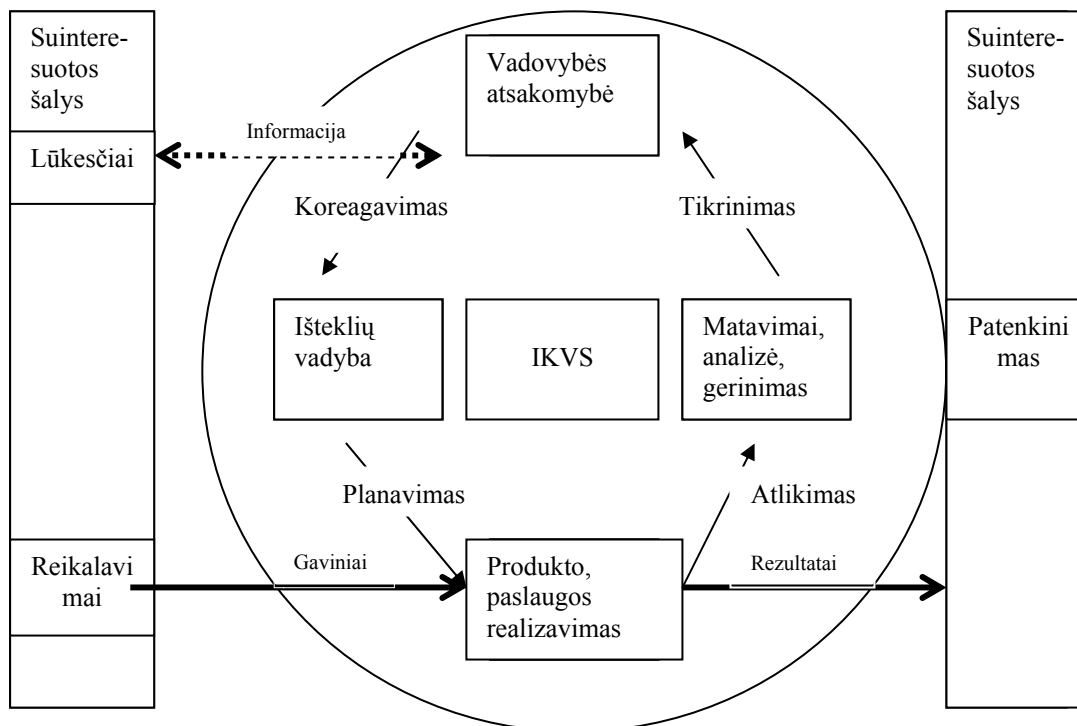 Suintere-
suotos
šalys
Lūkesčiai
Reikalavi
mai
Informacija
Vadovybės
atsakomybė
Koreagavimas
Tikrinimas
Išteklių
vadyba
IKVS
Matavimai,
analizė,
gerinimas
Planavimas
Atlikimas
Gaviniai
Produkto,
paslaugos
realizavimas
Rezultatai
Suintere-
suotos
šalys
Patenkini
mas